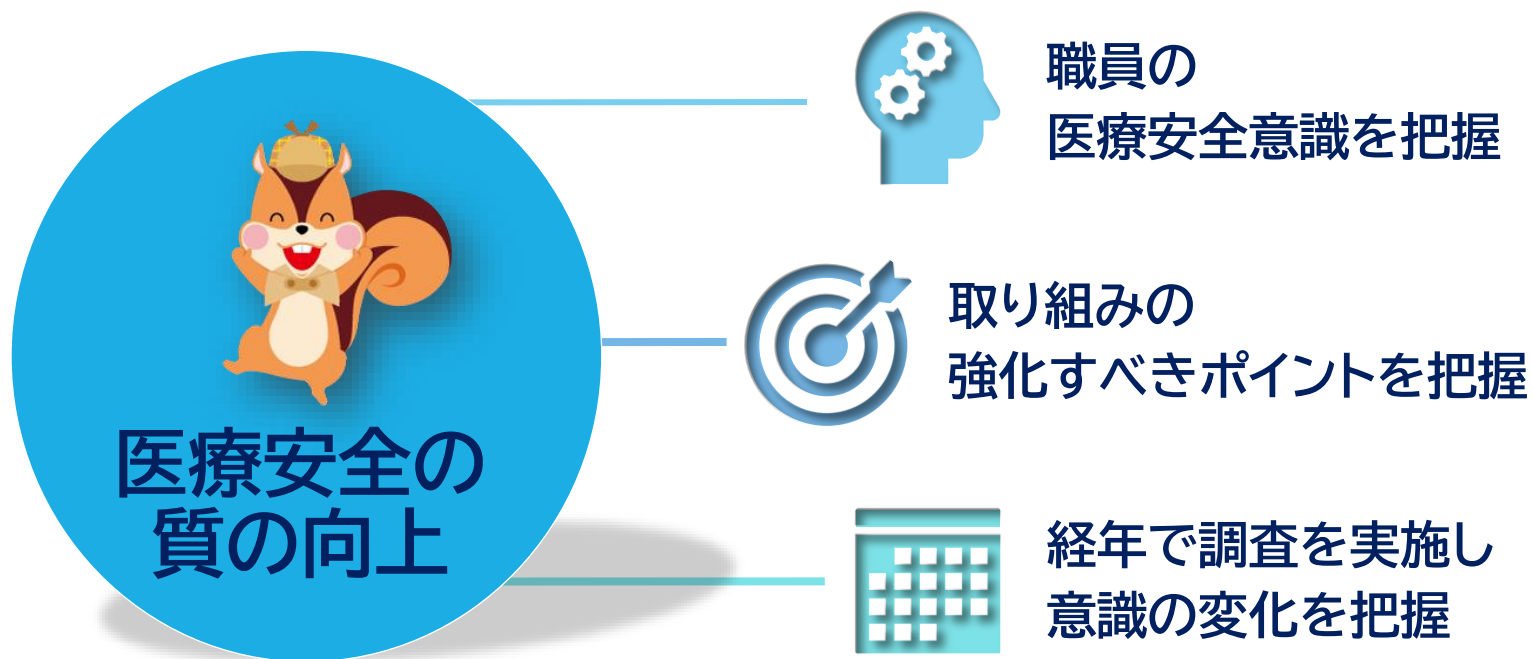 医療安全の
質の向上
職員の
医療安全意識を把握
取り組みの
強化すべきポイントを把握
経年で調査を実施し
意識の変化を把握